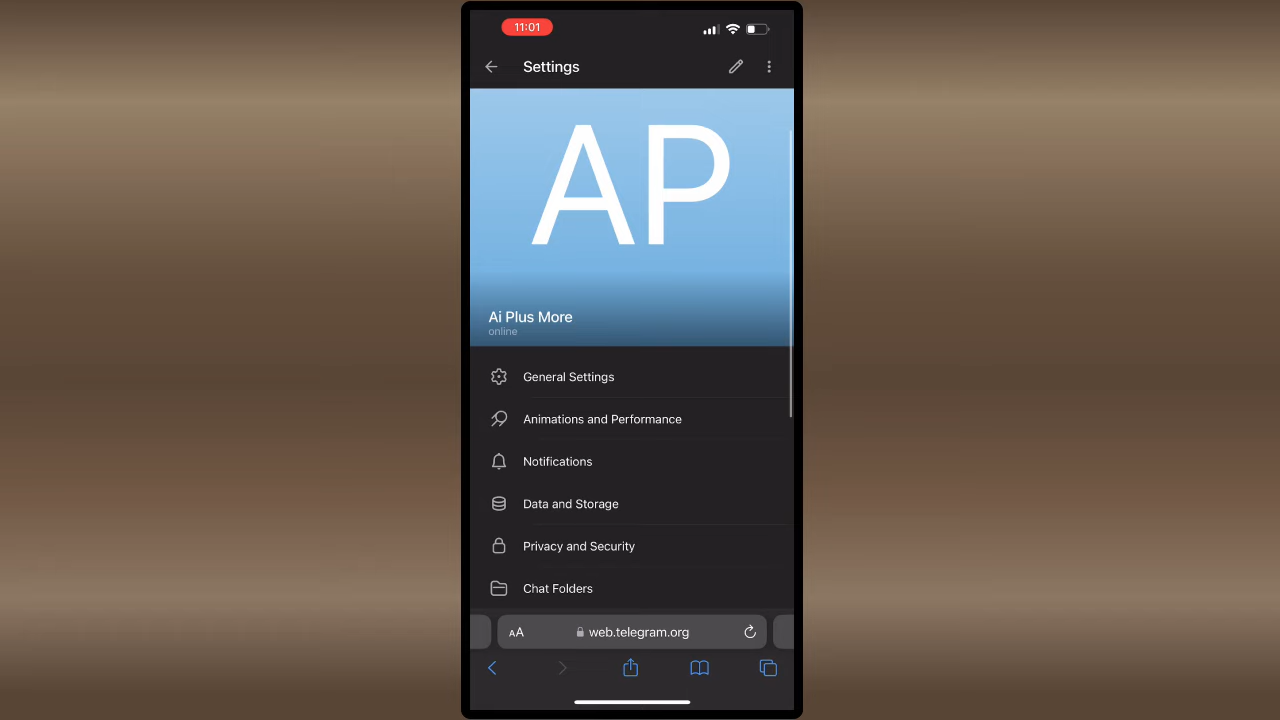 11:01
Settings
AP
Ai Plus More
online
General Settings
Animations and Performance
Notifications
Data and Storage
Privacy and Security
Chat Folders
AA web.telegram.org